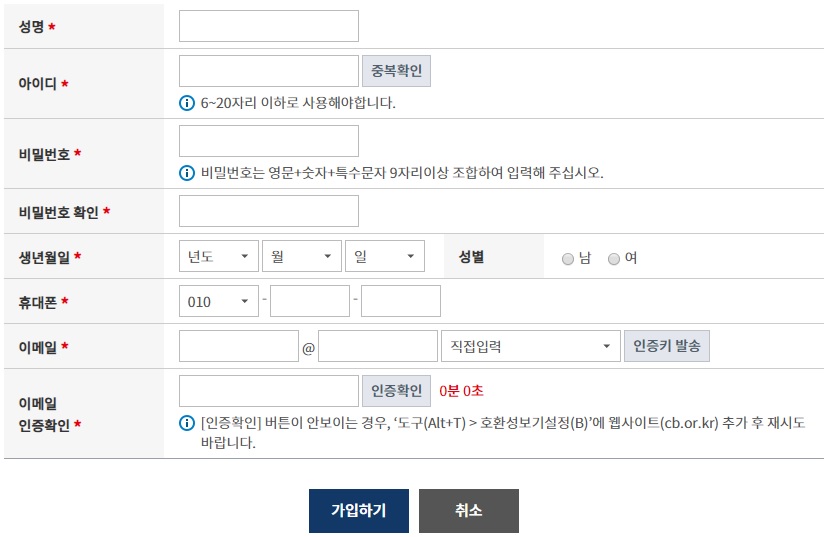 성명 *
아이디 * 중복확인
6~20자리 이하로 사용해야합니다.
비밀번호 *
비밀번호는 영문+숫자+특수문자 9자리이상 조합하여 입력해 주십시오.
비밀번호 확인 *
생년월일 * 년도 월 일 성별 남 여
휴대폰 * 010 - -
이메일 * @ 직접입력 인증키 발송
이메일
인증확인 * 인증확인 0분 0초
[인증확인] 버튼이 안보이는 경우, ‘도구(Alt+T) > 호환성보기설정(B)’에 웹사이트(cb.or.kr) 추가 후 재시도
바랍니다.
가입하기 취소